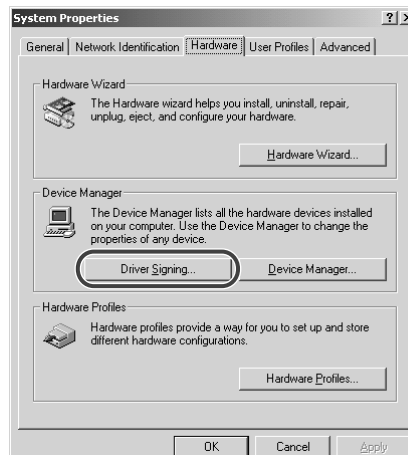 System Properties
General Network Identification Hardware User Profiles Advanced
Hardware Wizard
The Hardware wizard helps you install, uninstall, repair,
unplug, eject, and configure your hardware.
Hardware Wizard...
Device Manager
The Device Manager lists all the hardware devices installed
on your computer. Use the Device Manager to change the
properties of any device.
Driver Signing... Device Manager...
Hardware Profiles
Hardware profiles provide a way for you to set up and store
different hardware configurations.
Hardware Profiles...
OK Cancel Apply